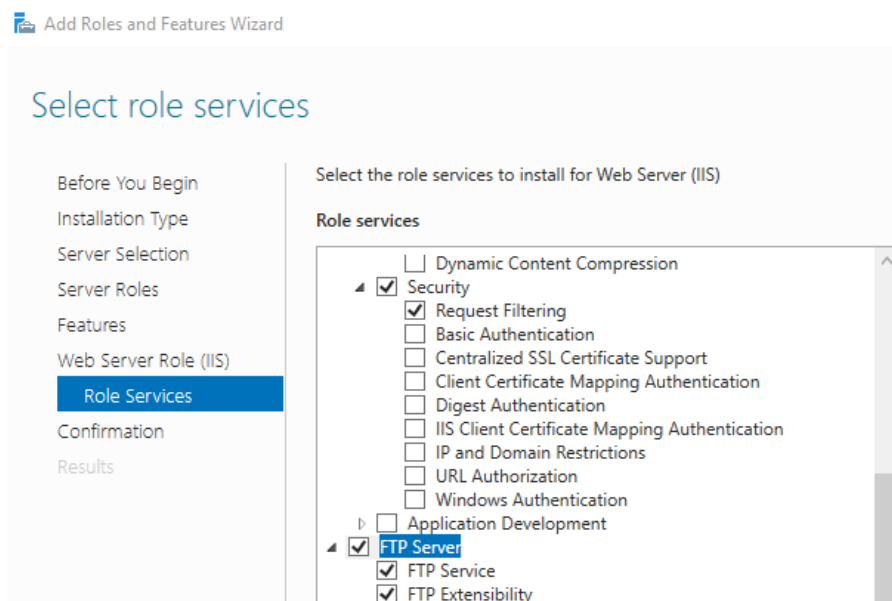 Add Roles and Features Wizard
Select role services
Before You Begin
Installation Type
Server Selection
Server Roles
Features
Web Server Role (IIS)
Role Services
Confirmation
Results
Select the role services to install for Web Server (IIS)
Role services
Dynamic Content Compression
Security
Request Filtering
Basic Authentication
Centralized SSL Certificate Support
Client Certificate Mapping Authentication
Digest Authentication
IIS Client Certificate Mapping Authentication
IP and Domain Restrictions
URL Authorization
Windows Authentication
Application Development
FTP Server
FTP Service
FTP Extensibility